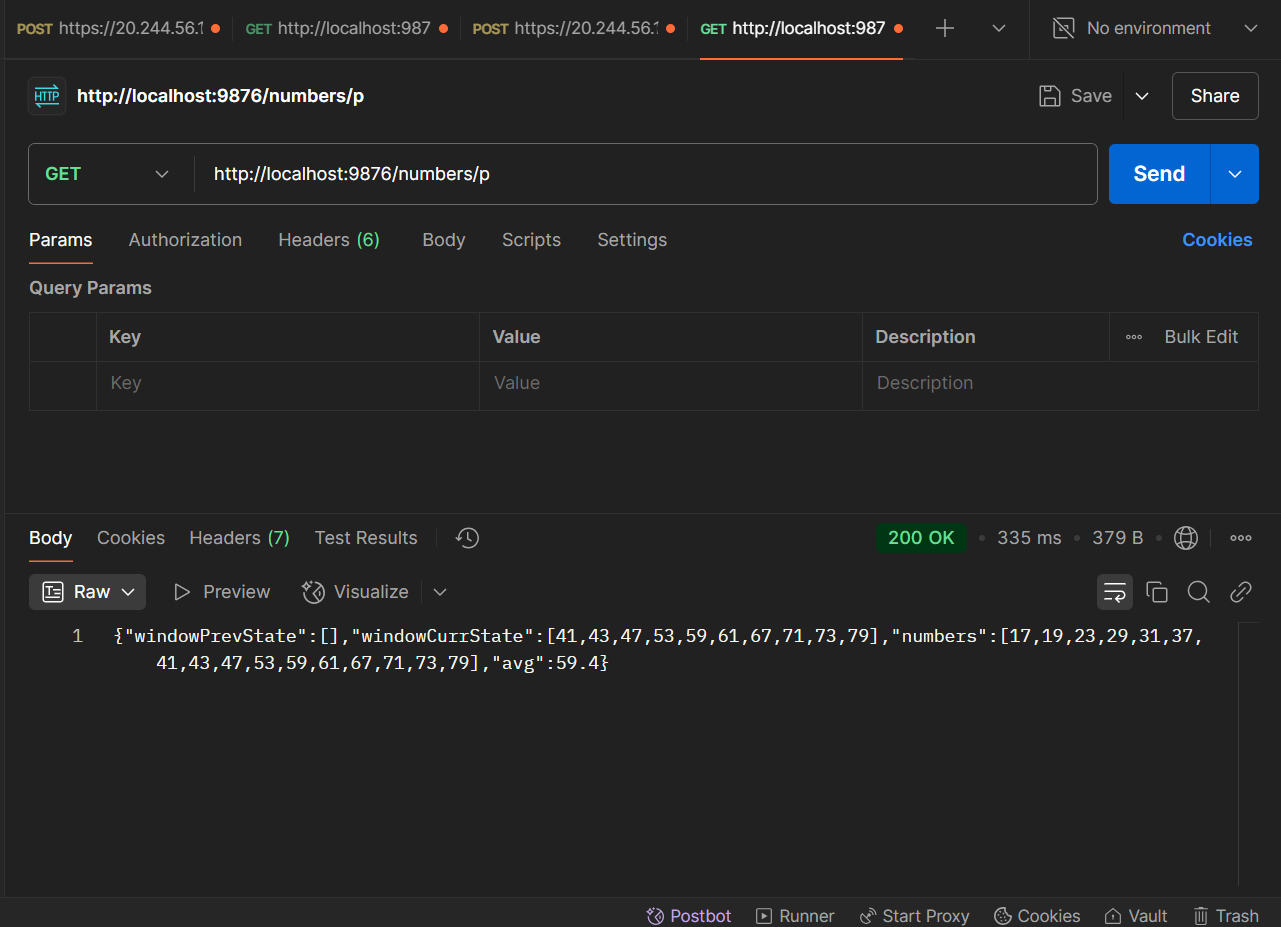 POST https://20.244.56.1 GET http://localhost:987 POST https://20.244.56.1 GET http://localhost:987 No environment
HTTP http://localhost:9876/numbers/p Save Share
GET http://localhost:9876/numbers/p Send
Params Authorization Headers (6) Body Scripts Settings Cookies
Query Params
Key Value Description Bulk Edit
Key Value Description
Body Cookies Headers (7) Test Results 200 OK 335 ms 379 B
Raw Preview Visualize
1 {"windowPrevState":[],"windowCurrState":[41,43,47,53,59,61,67,71,73,79],"numbers":[17,19,23,29,31,37,
41,43,47,53,59,61,67,71,73,79],"avg":59.4}
Postbot Runner Start Proxy Cookies Vault Trash